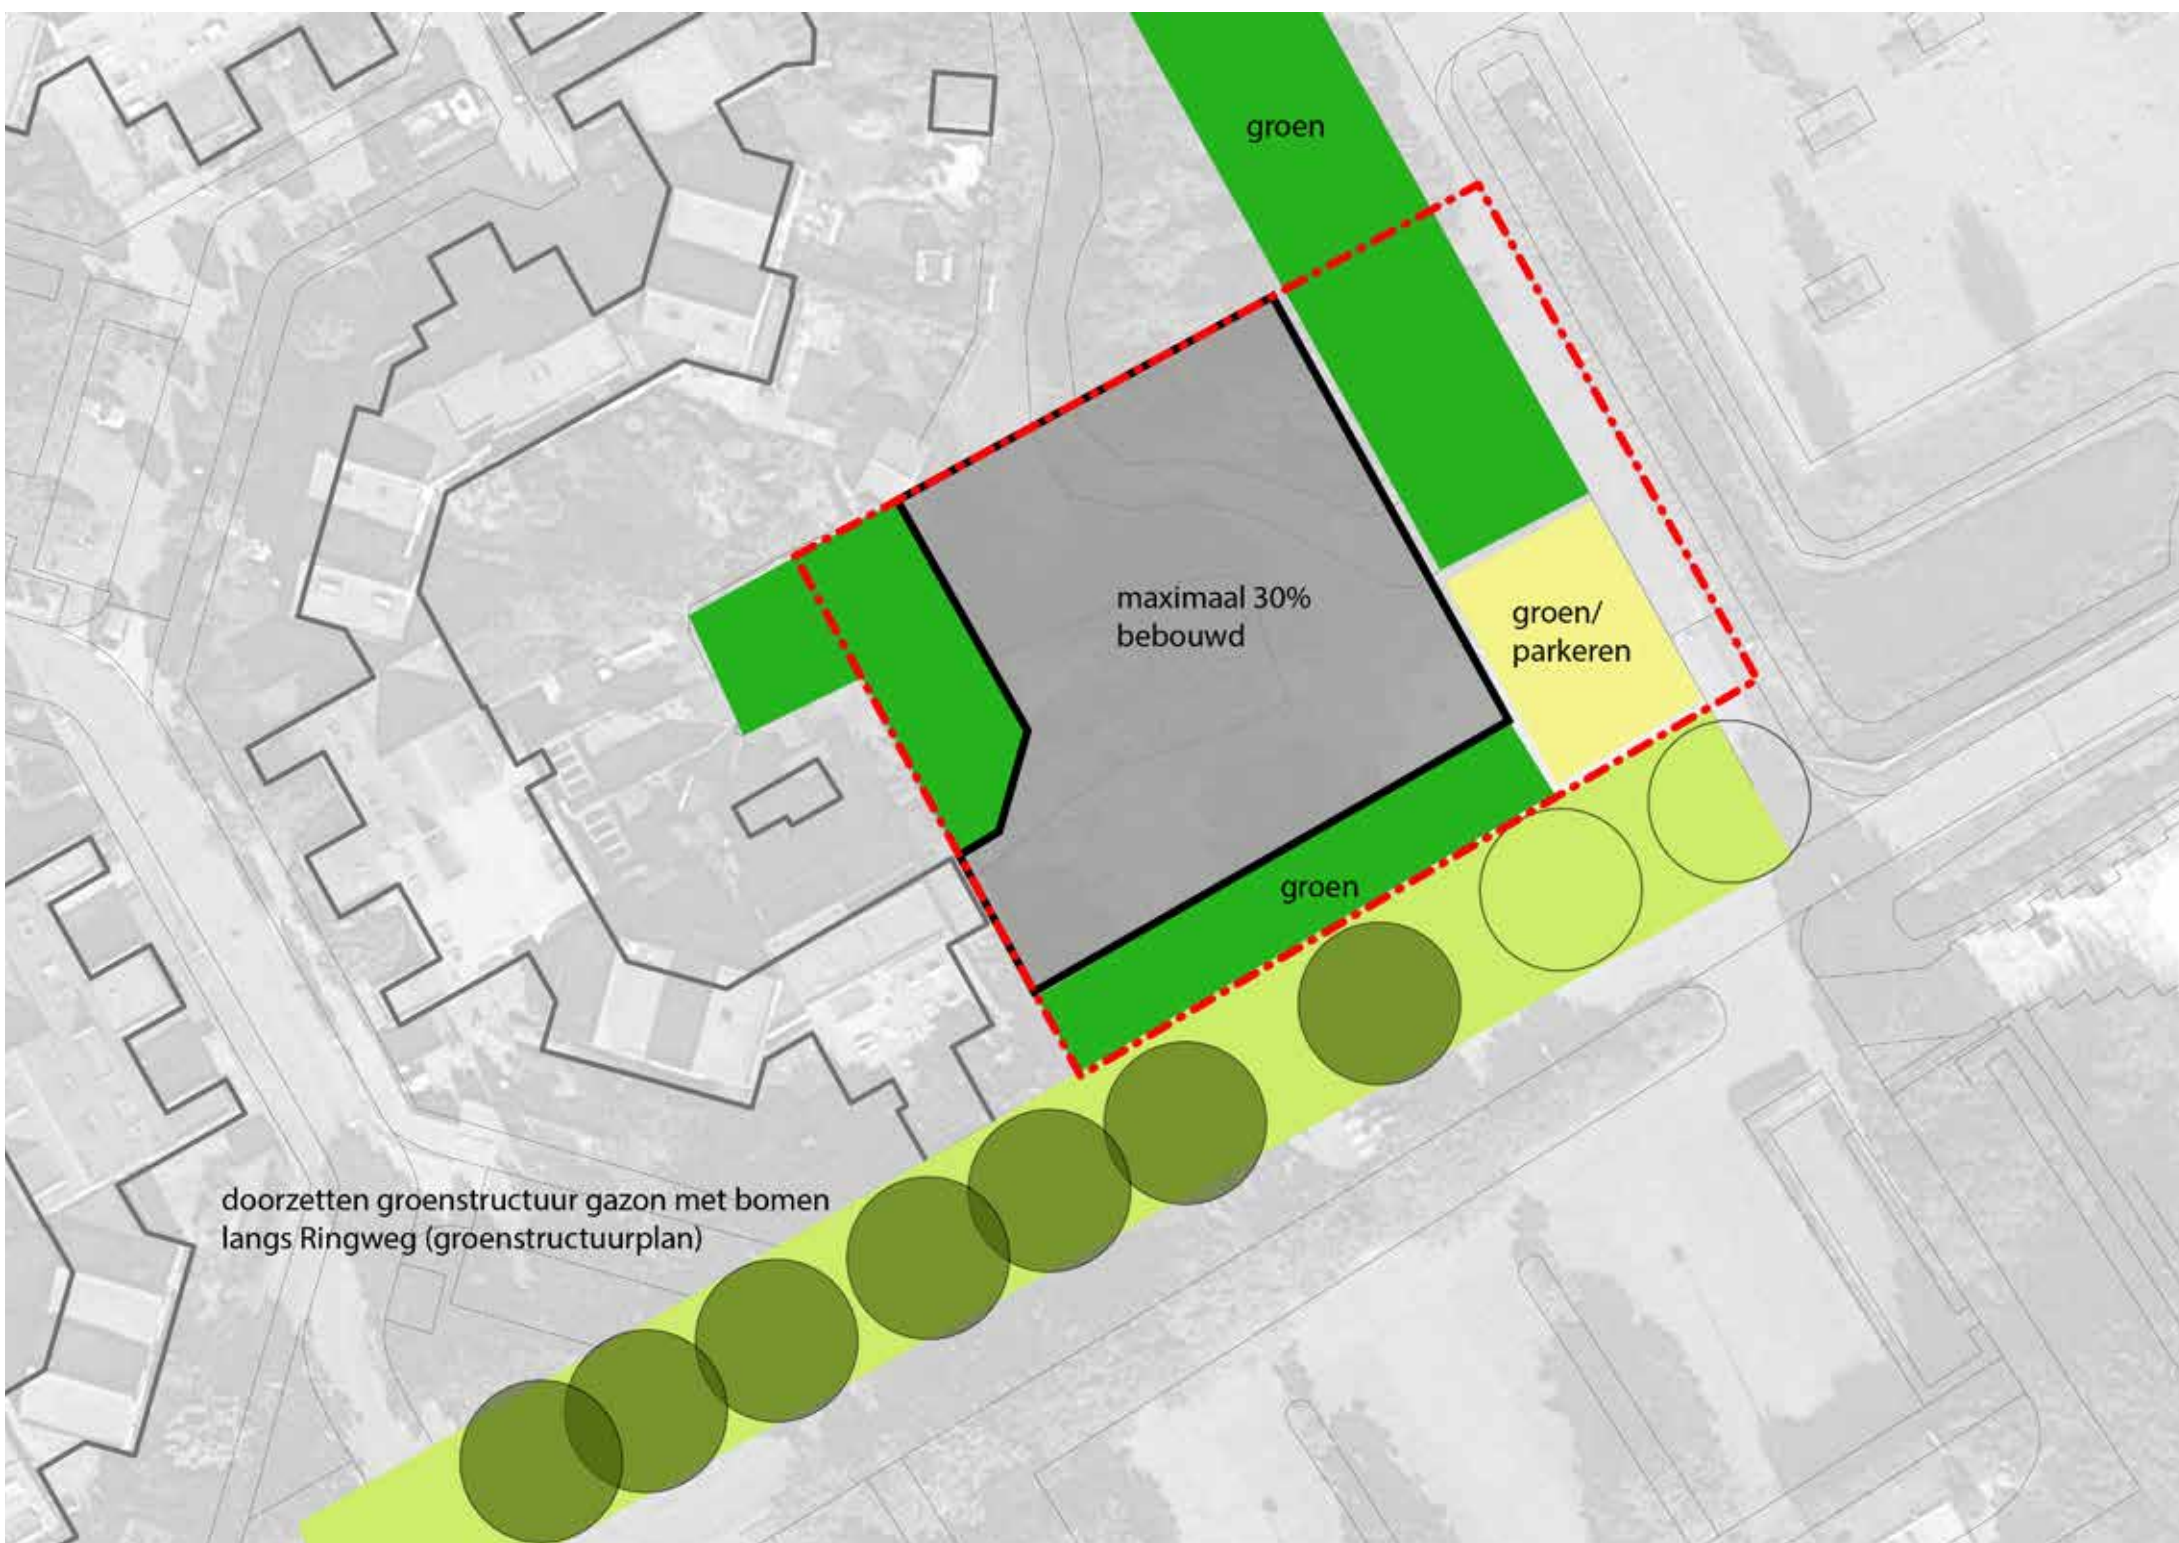 groen
maximaal 30%
bebouwd
groen/
parkeren
groen
doorzetten groenstructuur gazon met bomen
langs Ringweg (groenstructuurplan)